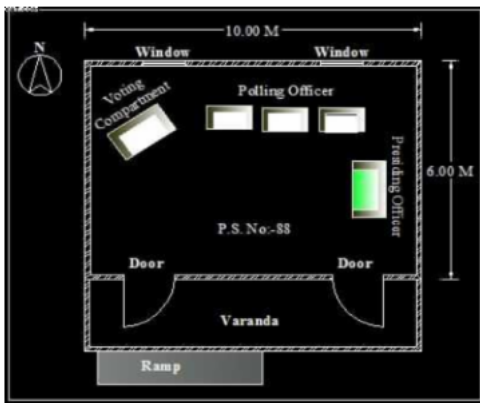 10.00 M
N
Window
Window
Voting
Compartment
Polling Officer
Presiding Officer
6.00 M
P.S. No:-88
Door
Door
Varanda
Ramp